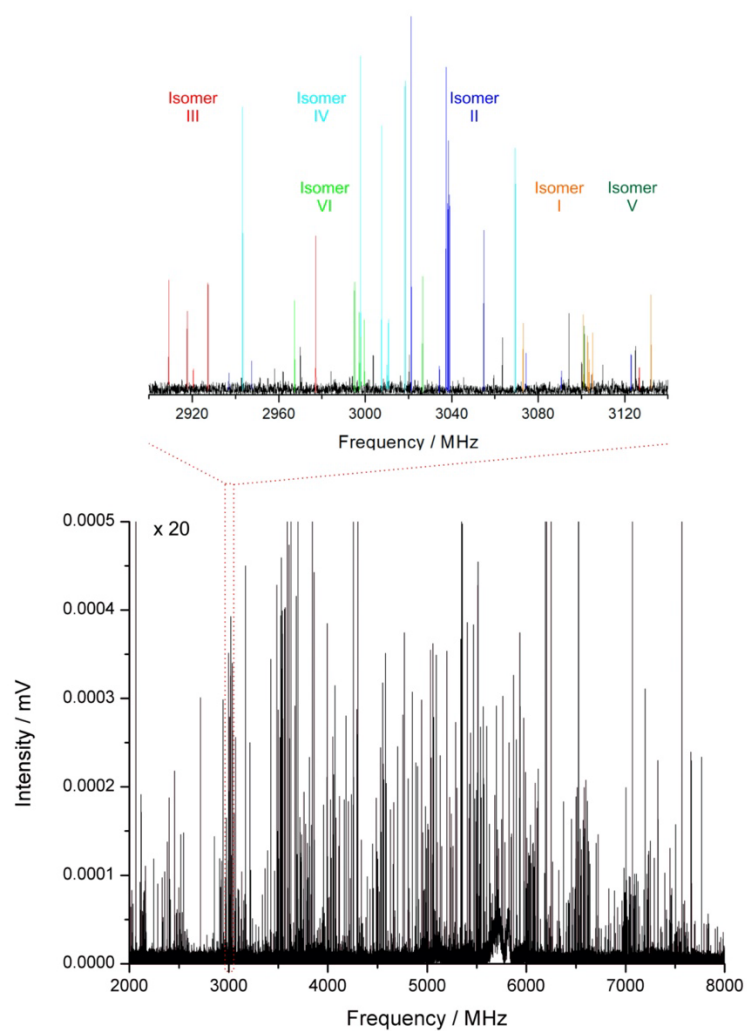 Isomer
III
Isomer
IV
Isomer
II
Isomer
VI
Isomer
I
Isomer
V
2920 2960 3000 3040 3080 3120
Frequency / MHz
x 20
0.0005
0.0004
0.0003
0.0002
0.0001
0.0000
Intensity / mV
2000 3000 4000 5000 6000 7000 8000
Frequency / MHz